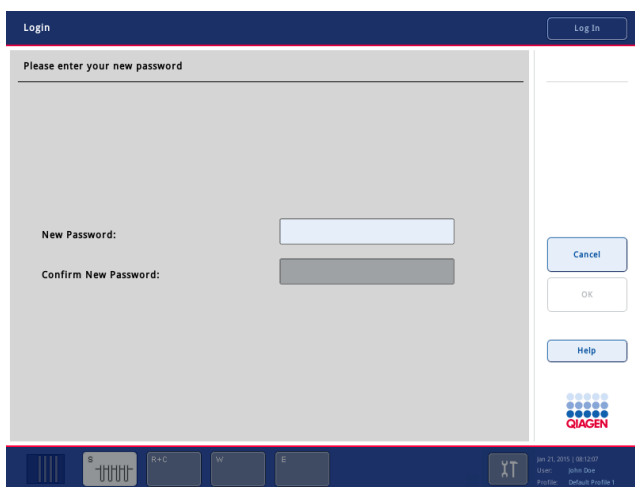 Login
Log In
Please enter your new password
New Password:
Confirm New Password:
Cancel
OK
Help
QIAGEN
S
R+C
W
E
Jan 21, 2015 | 08:12:07
User: John Doe
Profile: Default Profile 1